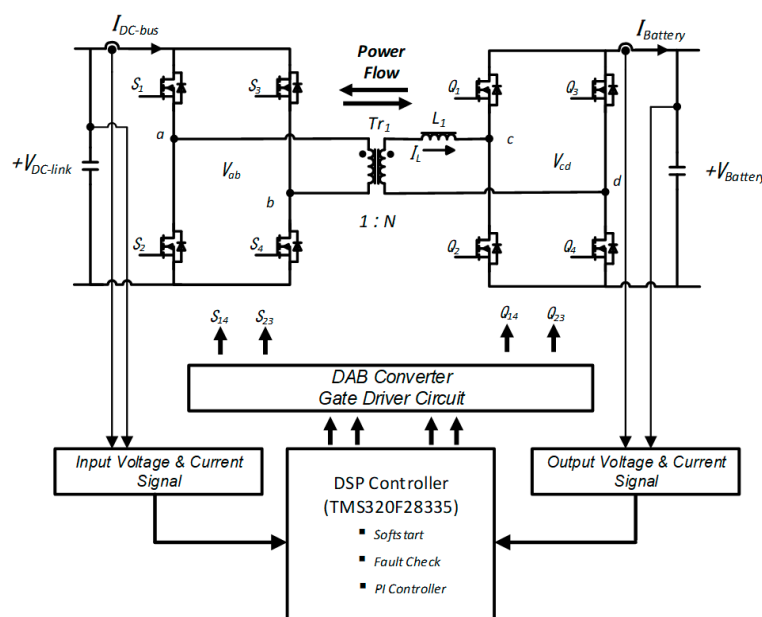 I_DC-bus
I_Battery
Power
Flow
S1
S3
Q1
Q3
Tr1
L1
a
c
I_L
+V_DC-link
V_ab
V_cd
+V_Battery
b
d
1 : N
S2
S4
Q2
Q4
S14
S23
Q14
Q23
DAB Converter
Gate Driver Circuit
Input Voltage & Current
Signal
Output Voltage & Current
Signal
DSP Controller
(TMS320F28335)
▪ Softstart
▪ Fault Check
▪ PI Controller